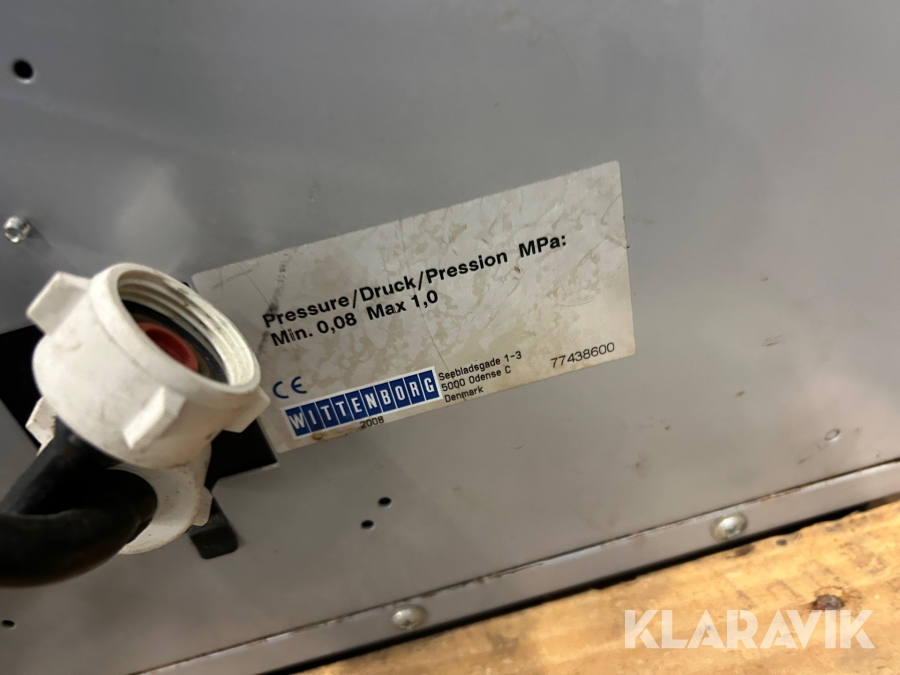 Pressure/Druck/Pression MPa:
Min. 0,08 Max 1,0
CE
WITTENBORG
2008
Seebladsgade 1-3
5000 Odense C
Denmark
77438600
KLARAVIK